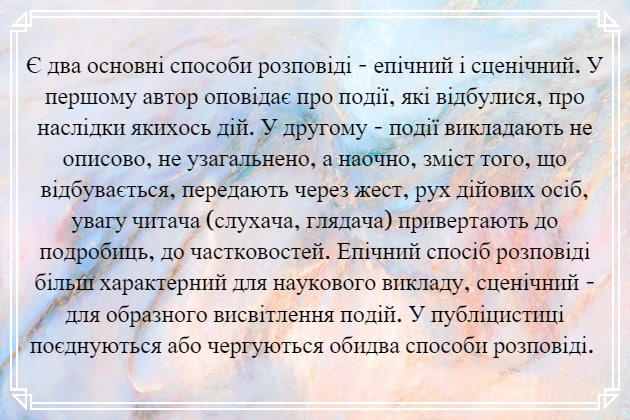 Є два основні способи розповіді - епічний і сценічний. У
першому автор оповідає про події, які відбулися, про
наслідки якихось дій. У другому - події викладають не
описово, не узагальнено, а наочно, зміст того, що
відбувається, передають через жест, рух дійових осіб,
увагу читача (слухача, глядача) привертають до
подробиць, до частковостей. Епічний спосіб розповіді
більш характерний для наукового викладу, сценічний -
для образного висвітлення подій. У публіцистиці
поєднуються або чергуються обидва способи розповіді.